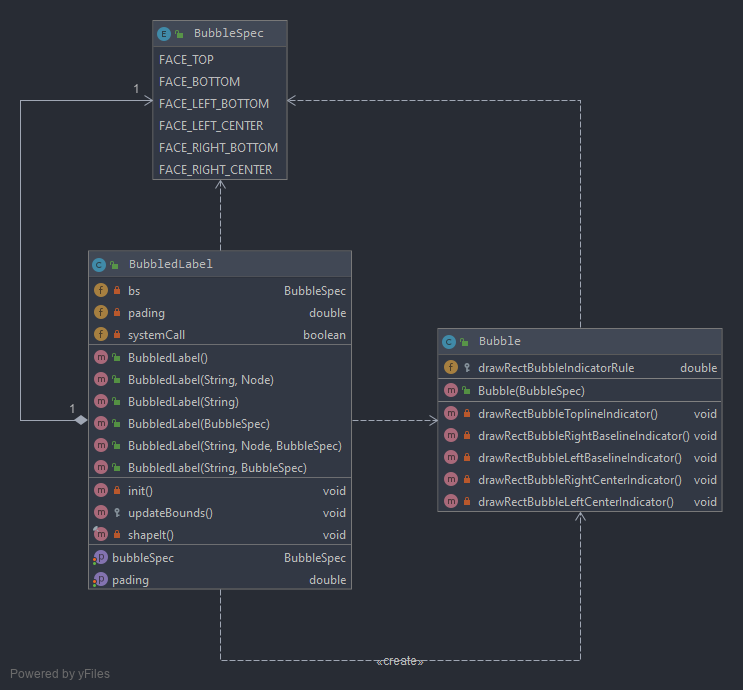 BubbleSpec
FACE_TOP
FACE_BOTTOM
FACE_LEFT_BOTTOM
FACE_LEFT_CENTER
FACE_RIGHT_BOTTOM
FACE_RIGHT_CENTER
1
BubbledLabel
bs BubbleSpec
pading double
systemCall boolean
BubbledLabel()
BubbledLabel(String, Node)
BubbledLabel(String)
BubbledLabel(BubbleSpec)
BubbledLabel(String, Node, BubbleSpec)
BubbledLabel(String, BubbleSpec)
init() void
updateBounds() void
shapeIt() void
bubbleSpec BubbleSpec
pading double
1
Bubble
drawRectBubbleIndicatorRule double
Bubble(BubbleSpec)
drawRectBubbleToplineIndicator() void
drawRectBubbleRightBaselineIndicator() void
drawRectBubbleLeftBaselineIndicator() void
drawRectBubbleRightCenterIndicator() void
drawRectBubbleLeftCenterIndicator() void
«create»
Powered by yFiles